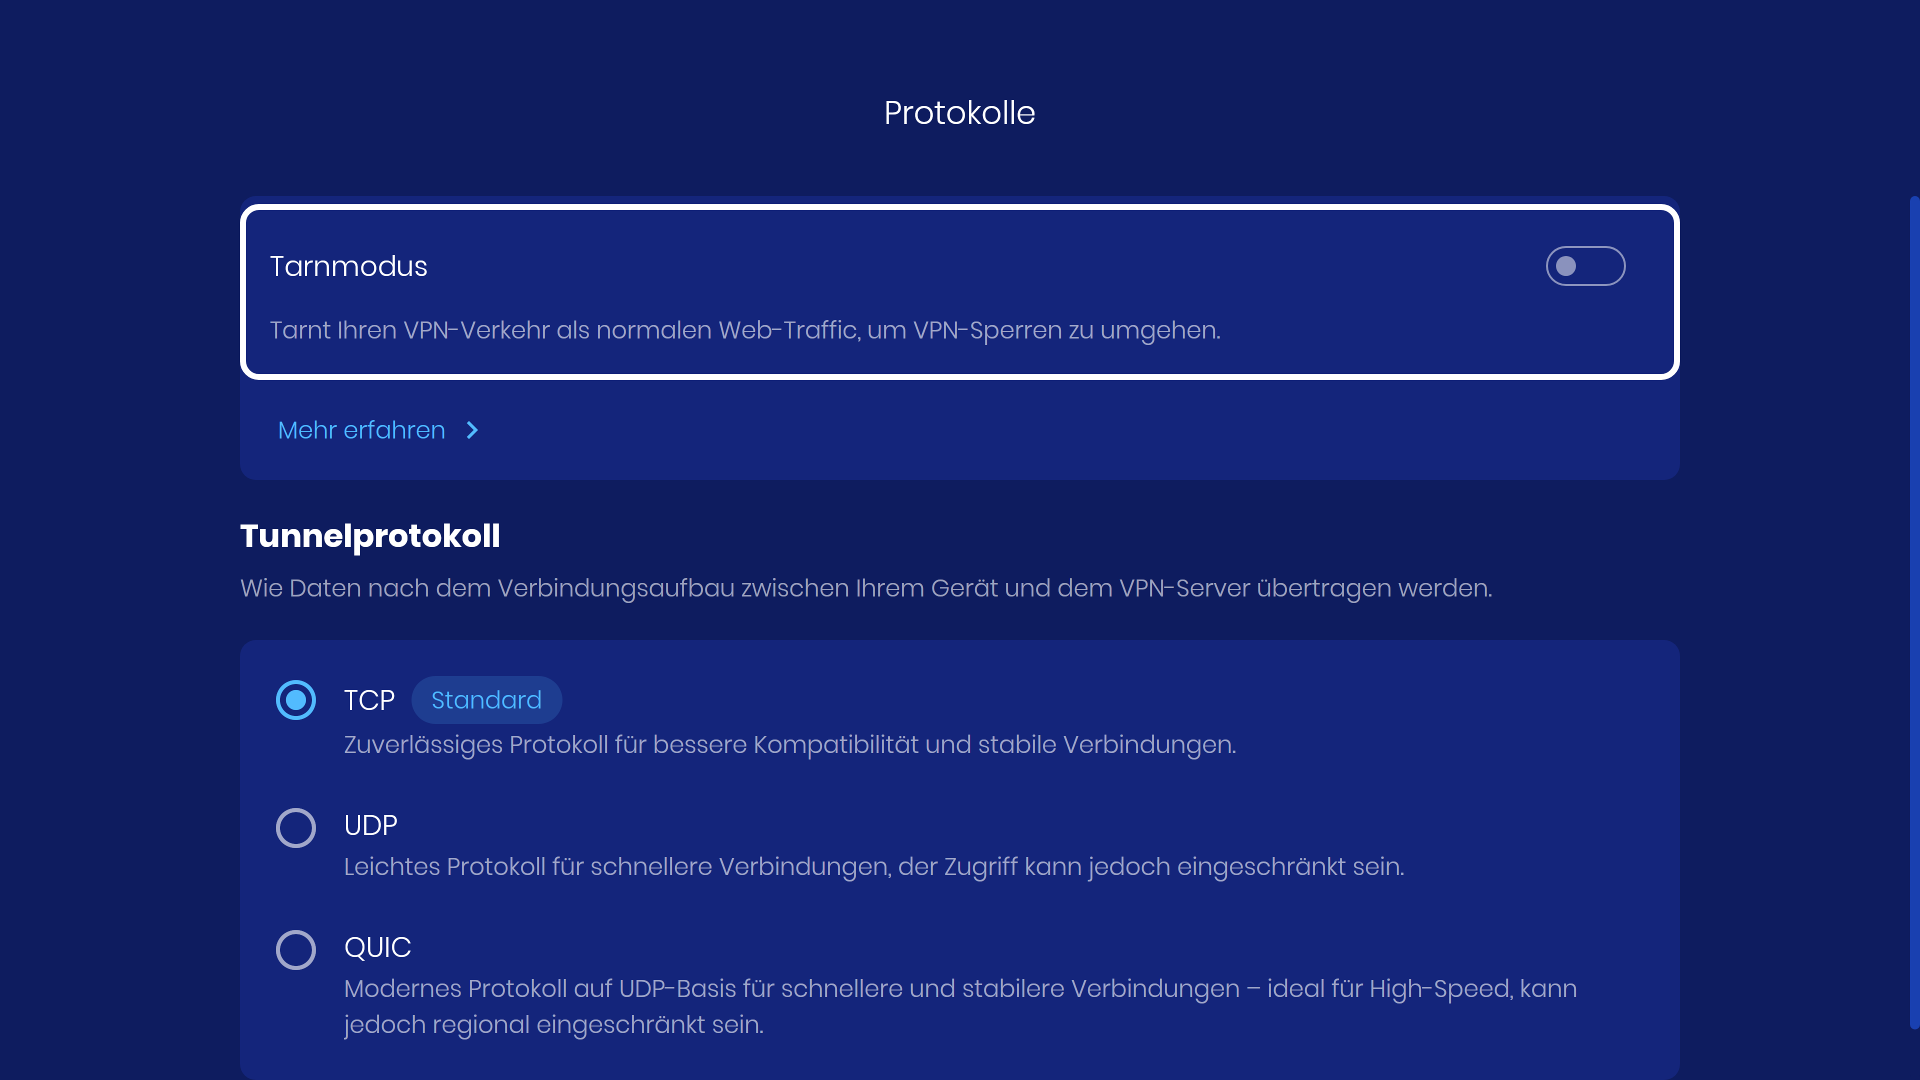 Protokolle
Tarnmodus
Tarnt Ihren VPN-Verkehr als normalen Web-Traffic, um VPN-Sperren zu umgehen.
Mehr erfahren
Tunnelprotokoll
Wie Daten nach dem Verbindungsaufbau zwischen Ihrem Gerät und dem VPN-Server übertragen werden.
TCP Standard
Zuverlässiges Protokoll für bessere Kompatibilität und stabile Verbindungen.
UDP
Leichtes Protokoll für schnellere Verbindungen, der Zugriff kann jedoch eingeschränkt sein.
QUIC
Modernes Protokoll auf UDP-Basis für schnellere und stabilere Verbindungen – ideal für High-Speed, kann
jedoch regional eingeschränkt sein.